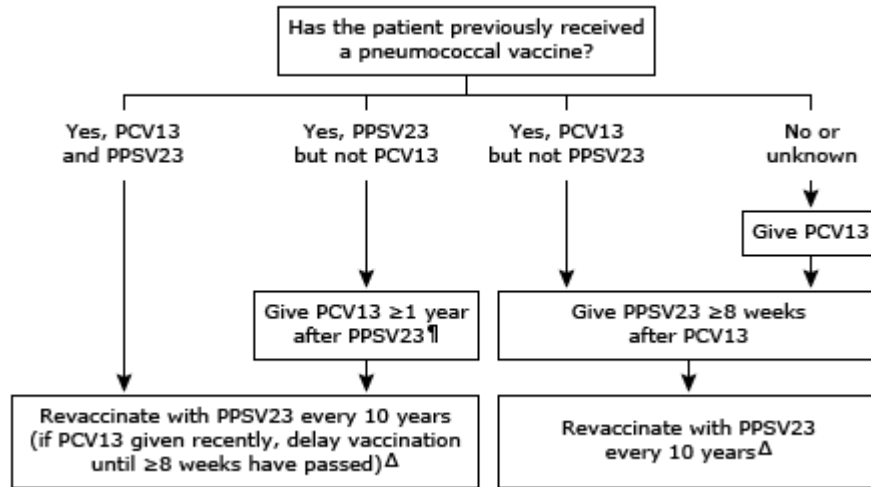 Has the patient previously received
a pneumococcal vaccine?
Yes, PCV13
and PPSV23
Yes, PPSV23
but not PCV13
Yes, PCV13
but not PPSV23
No or
unknown
Give PCV13
Give PCV13 ≥1 year
after PPSV23¶
Give PPSV23 ≥8 weeks
after PCV13
Revaccinate with PPSV23 every 10 years
(if PCV13 given recently, delay vaccination
until ≥8 weeks have passed)Δ
Revaccinate with PPSV23
every 10 yearsΔ